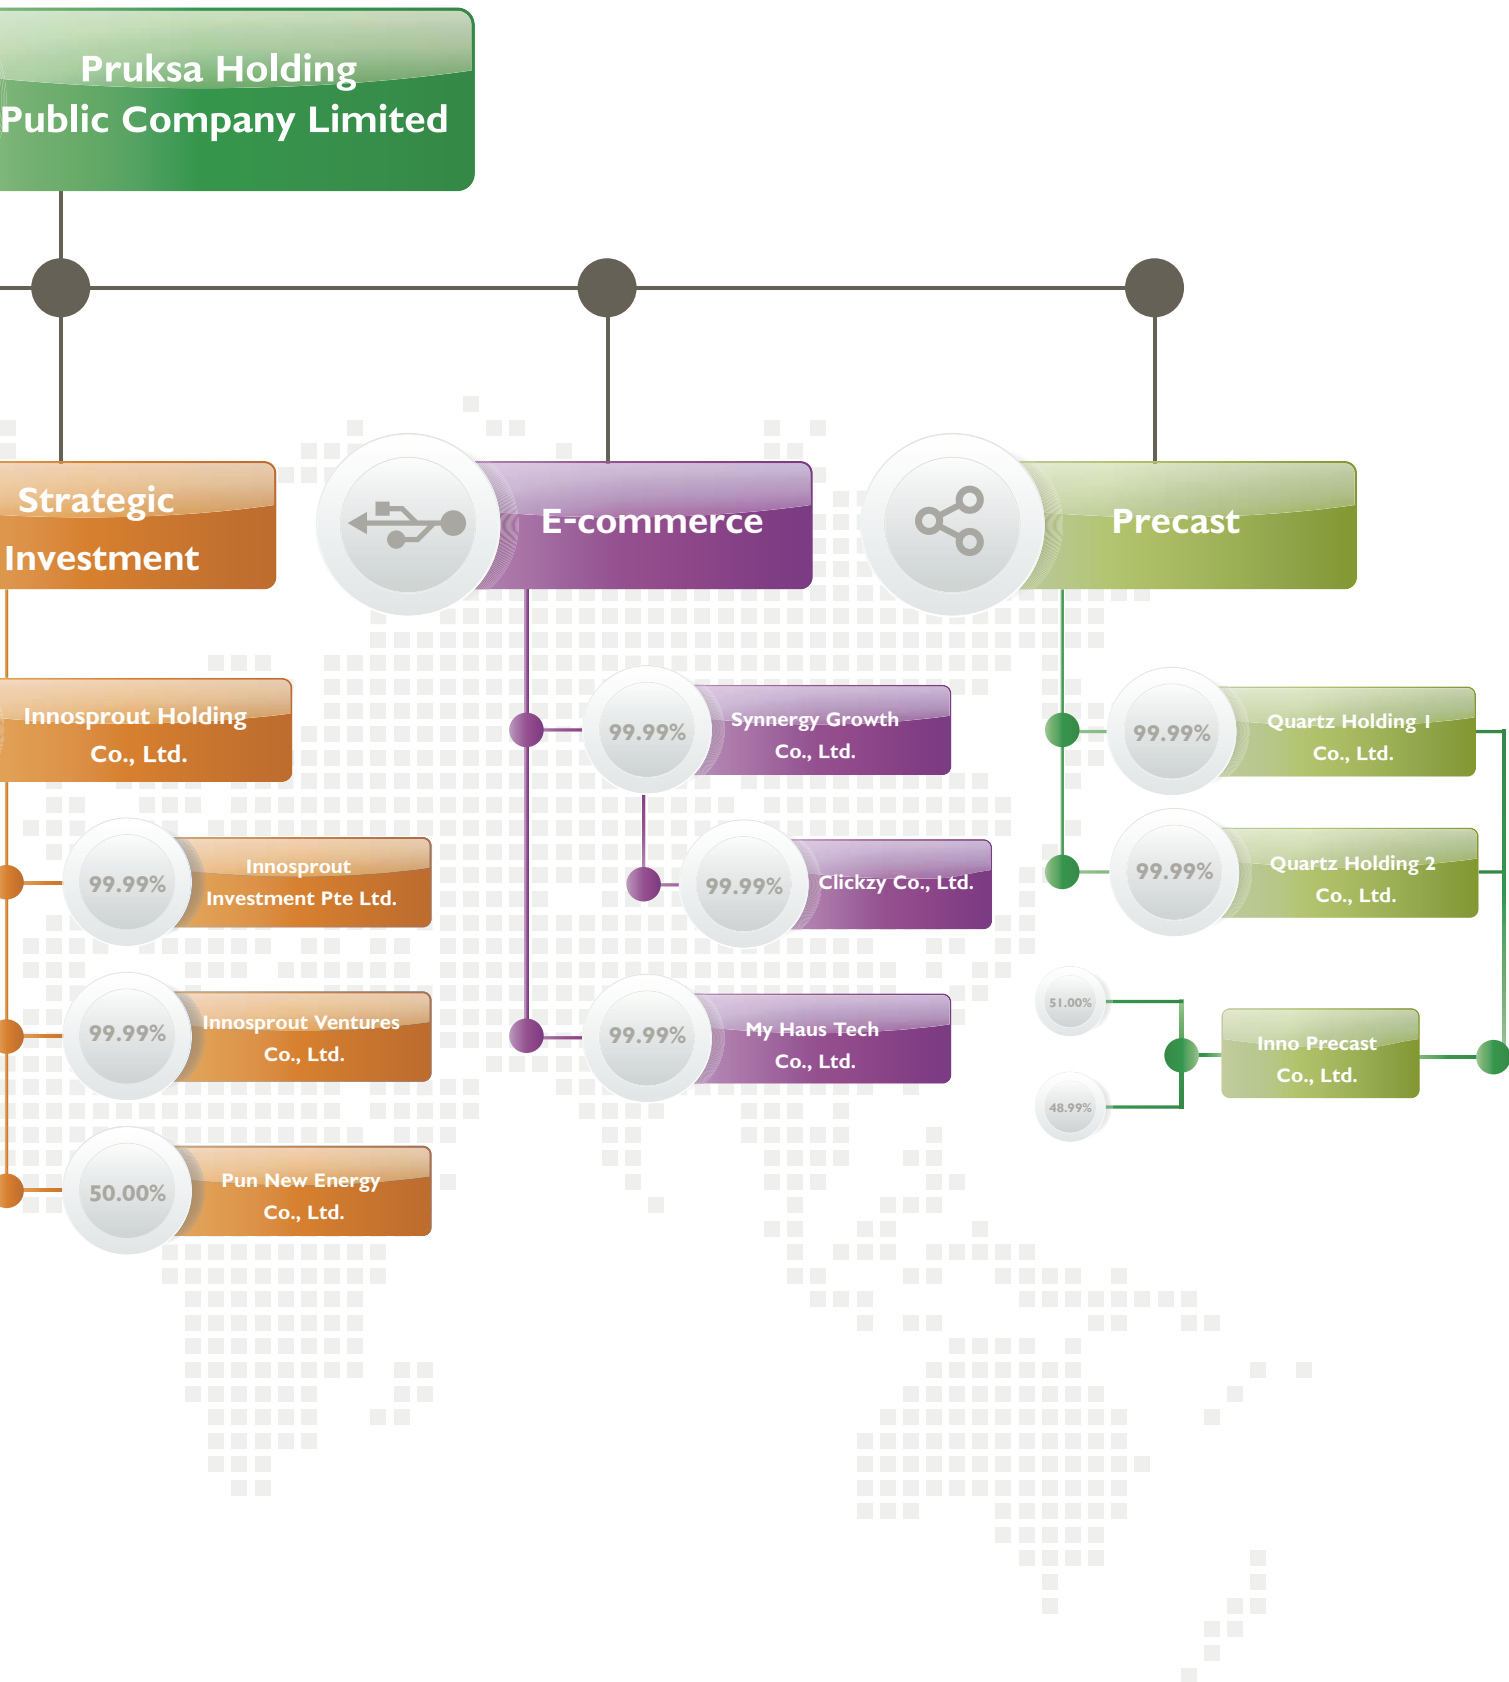 Pruksa Holding
Public Company Limited
Strategic
Investment
E-commerce
Precast
Innosprout Holding
Co., Ltd.
99.99%
Innosprout
Investment Pte Ltd.
99.99%
Innosprout Ventures
Co., Ltd.
50.00%
Pun New Energy
Co., Ltd.
99.99%
Synnergy Growth
Co., Ltd.
99.99%
Clickzy Co., Ltd.
99.99%
My Haus Tech
Co., Ltd.
99.99%
Quartz Holding 1
Co., Ltd.
99.99%
Quartz Holding 2
Co., Ltd.
51.00%
48.99%
Inno Precast
Co., Ltd.